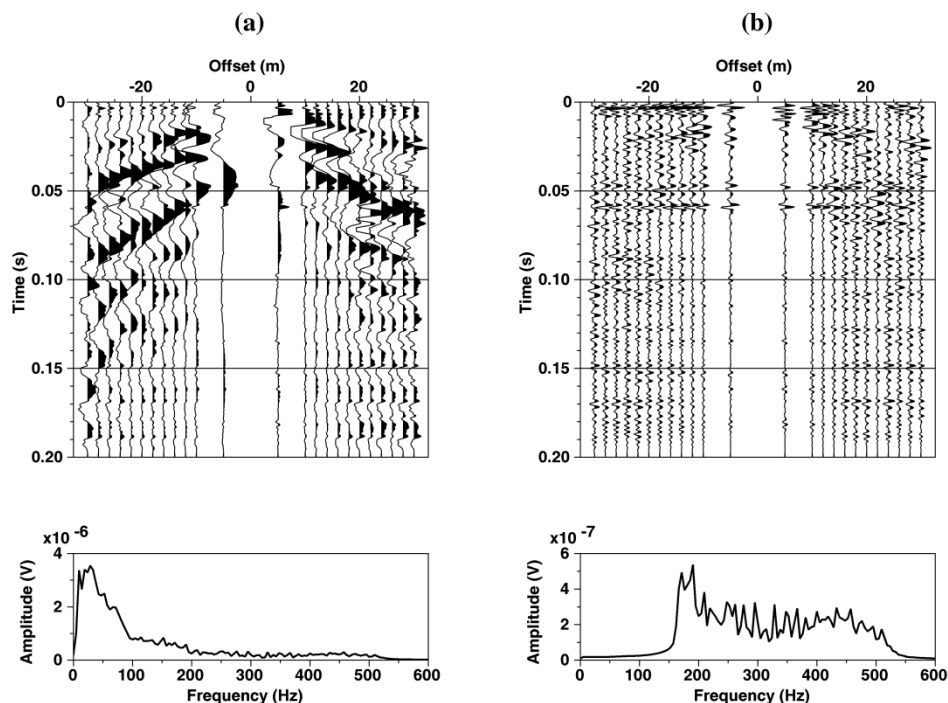 (a)
Offset (m)
-20 0 20
0
0.05
0.10
0.15
0.20
Time (s)
x10 -6
4
2
0
Amplitude (V)
0 100 200 300 400 500 600
Frequency (Hz)
(b)
Offset (m)
-20 0 20
0
0.05
0.10
0.15
0.20
Time (s)
x10 -7
6
4
2
0
Amplitude (V)
0 100 200 300 400 500 600
Frequency (Hz)